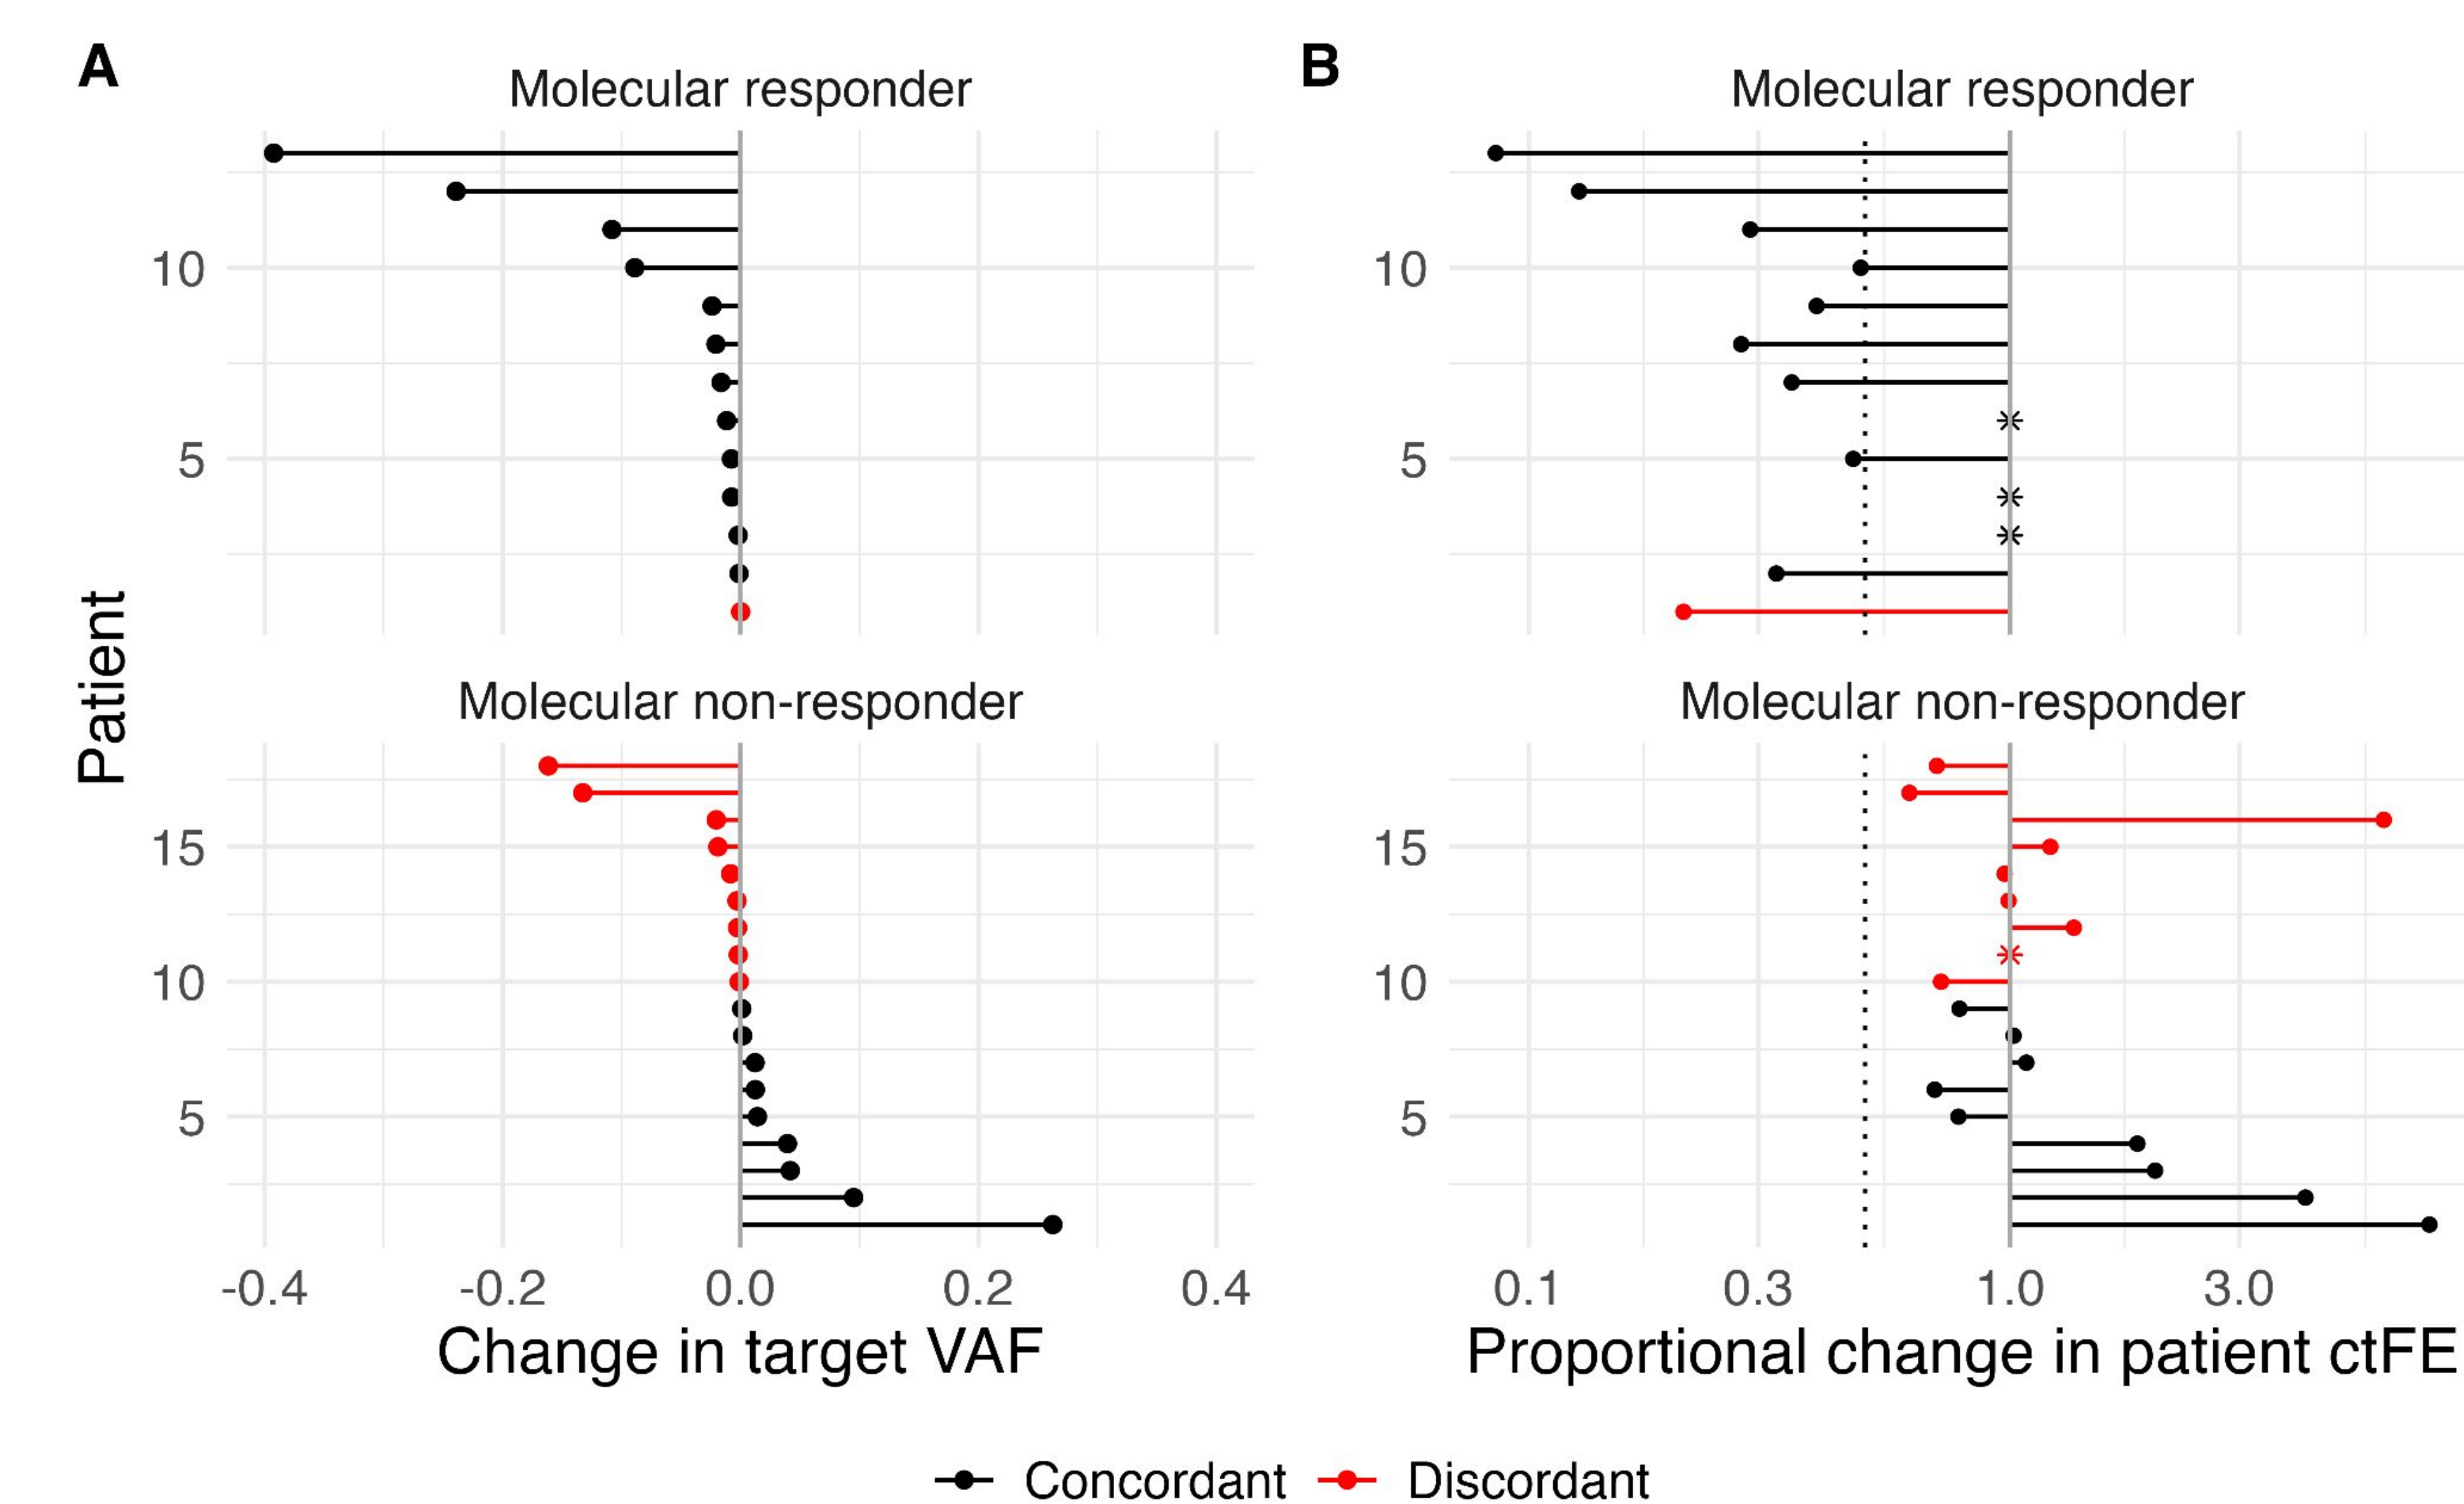 A
Molecular responder
10
5
Molecular non-responder
15
10
5
-0.4 -0.2 0.0 0.2 0.4
Change in target VAF
Patient
B
Molecular responder
10
5
Molecular non-responder
15
10
5
0.1 0.3 1.0 3.0
Proportional change in patient ctFE
Concordant Discordant